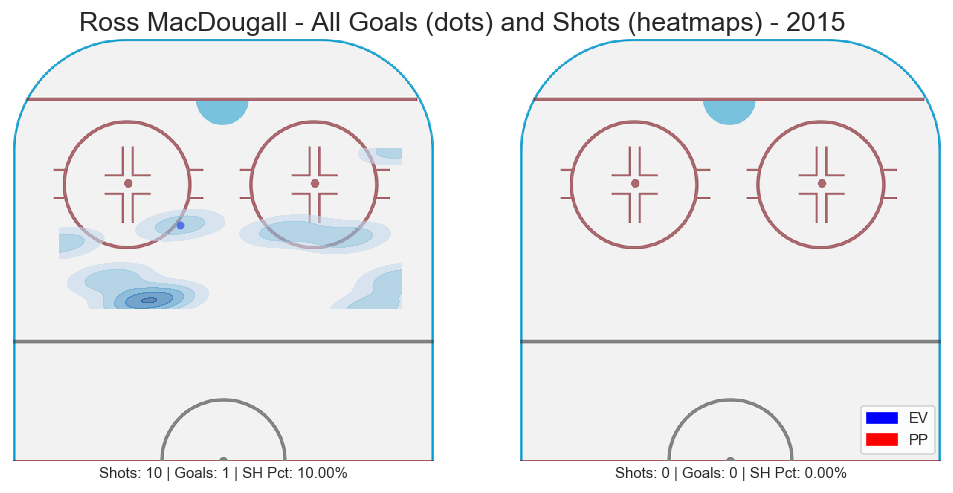 Ross MacDougall - All Goals (dots) and Shots (heatmaps) - 2015
EV
PP
Shots: 10 | Goals: 1 | SH Pct: 10.00%
Shots: 0 | Goals: 0 | SH Pct: 0.00%